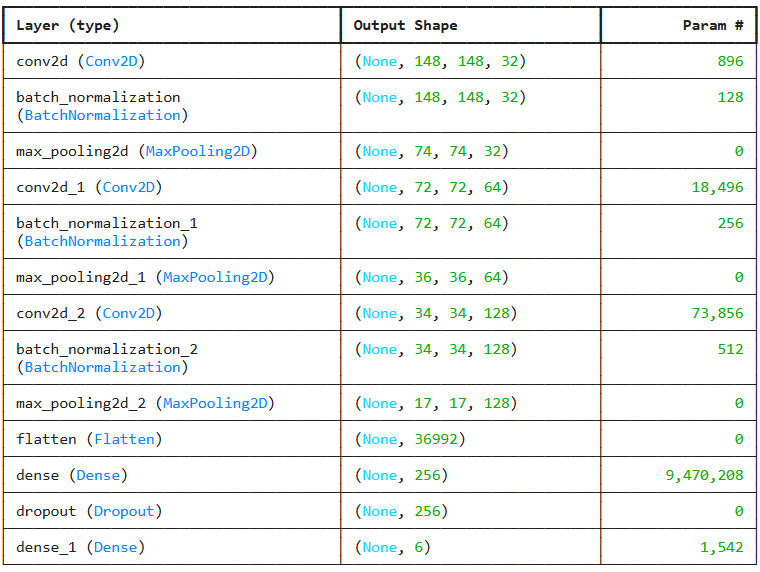 Layer (type) Output Shape Param #
conv2d (Conv2D) (None, 148, 148, 32) 896
batch_normalization (None, 148, 148, 32) 128
(BatchNormalization)
max_pooling2d (MaxPooling2D) (None, 74, 74, 32) 0
conv2d_1 (Conv2D) (None, 72, 72, 64) 18,496
batch_normalization_1 (None, 72, 72, 64) 256
(BatchNormalization)
max_pooling2d_1 (MaxPooling2D) (None, 36, 36, 64) 0
conv2d_2 (Conv2D) (None, 34, 34, 128) 73,856
batch_normalization_2 (None, 34, 34, 128) 512
(BatchNormalization)
max_pooling2d_2 (MaxPooling2D) (None, 17, 17, 128) 0
flatten (Flatten) (None, 36992) 0
dense (Dense) (None, 256) 9,470,208
dropout (Dropout) (None, 256) 0
dense_1 (Dense) (None, 6) 1,542